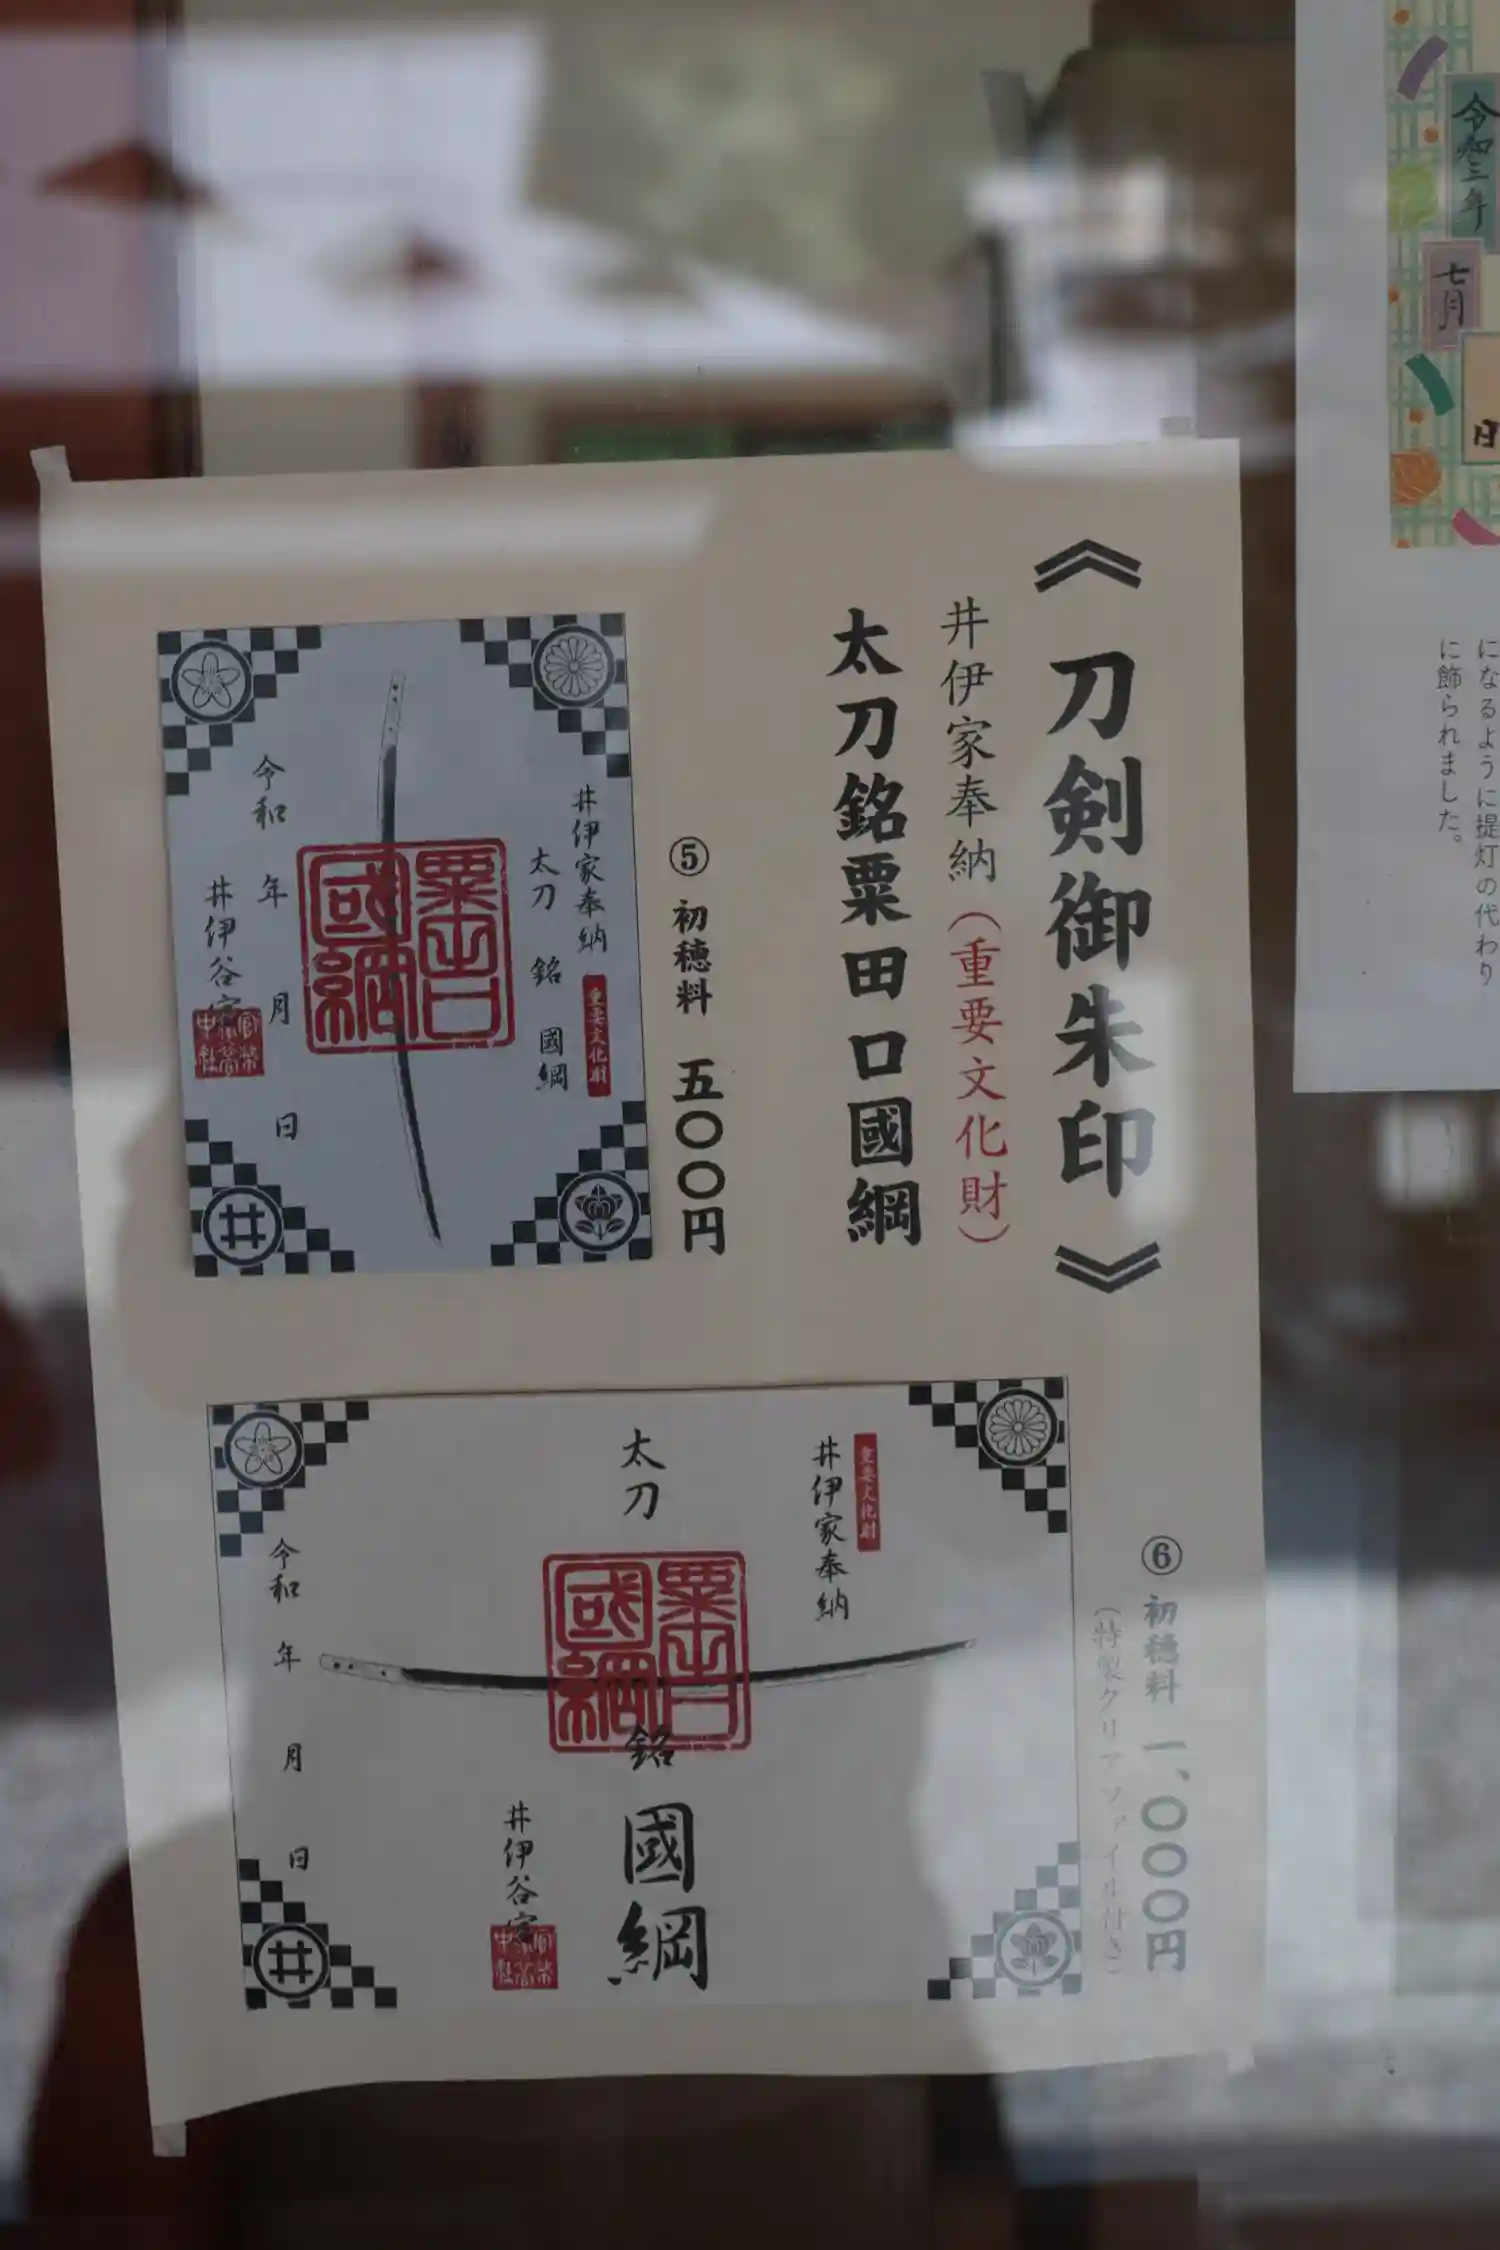 《刀剣御朱印》
井伊家奉納（重要文化財）
太刀銘粟田口國綱
⑤ 初穂料 五〇〇円
井伊家奉納
重要文化財
太刀 銘 國綱
粟田口
國綱
令和 年 月 日
井伊谷宮
⑥ 初穂料 一、〇〇〇円
（特製クリアファイル付き）
重要文化財
井伊家奉納
太刀
粟田口
國綱
銘
國綱
井伊谷宮
令和 年 月 日
令和三年
七月
日
になるように提灯の代わり
に飾られました。